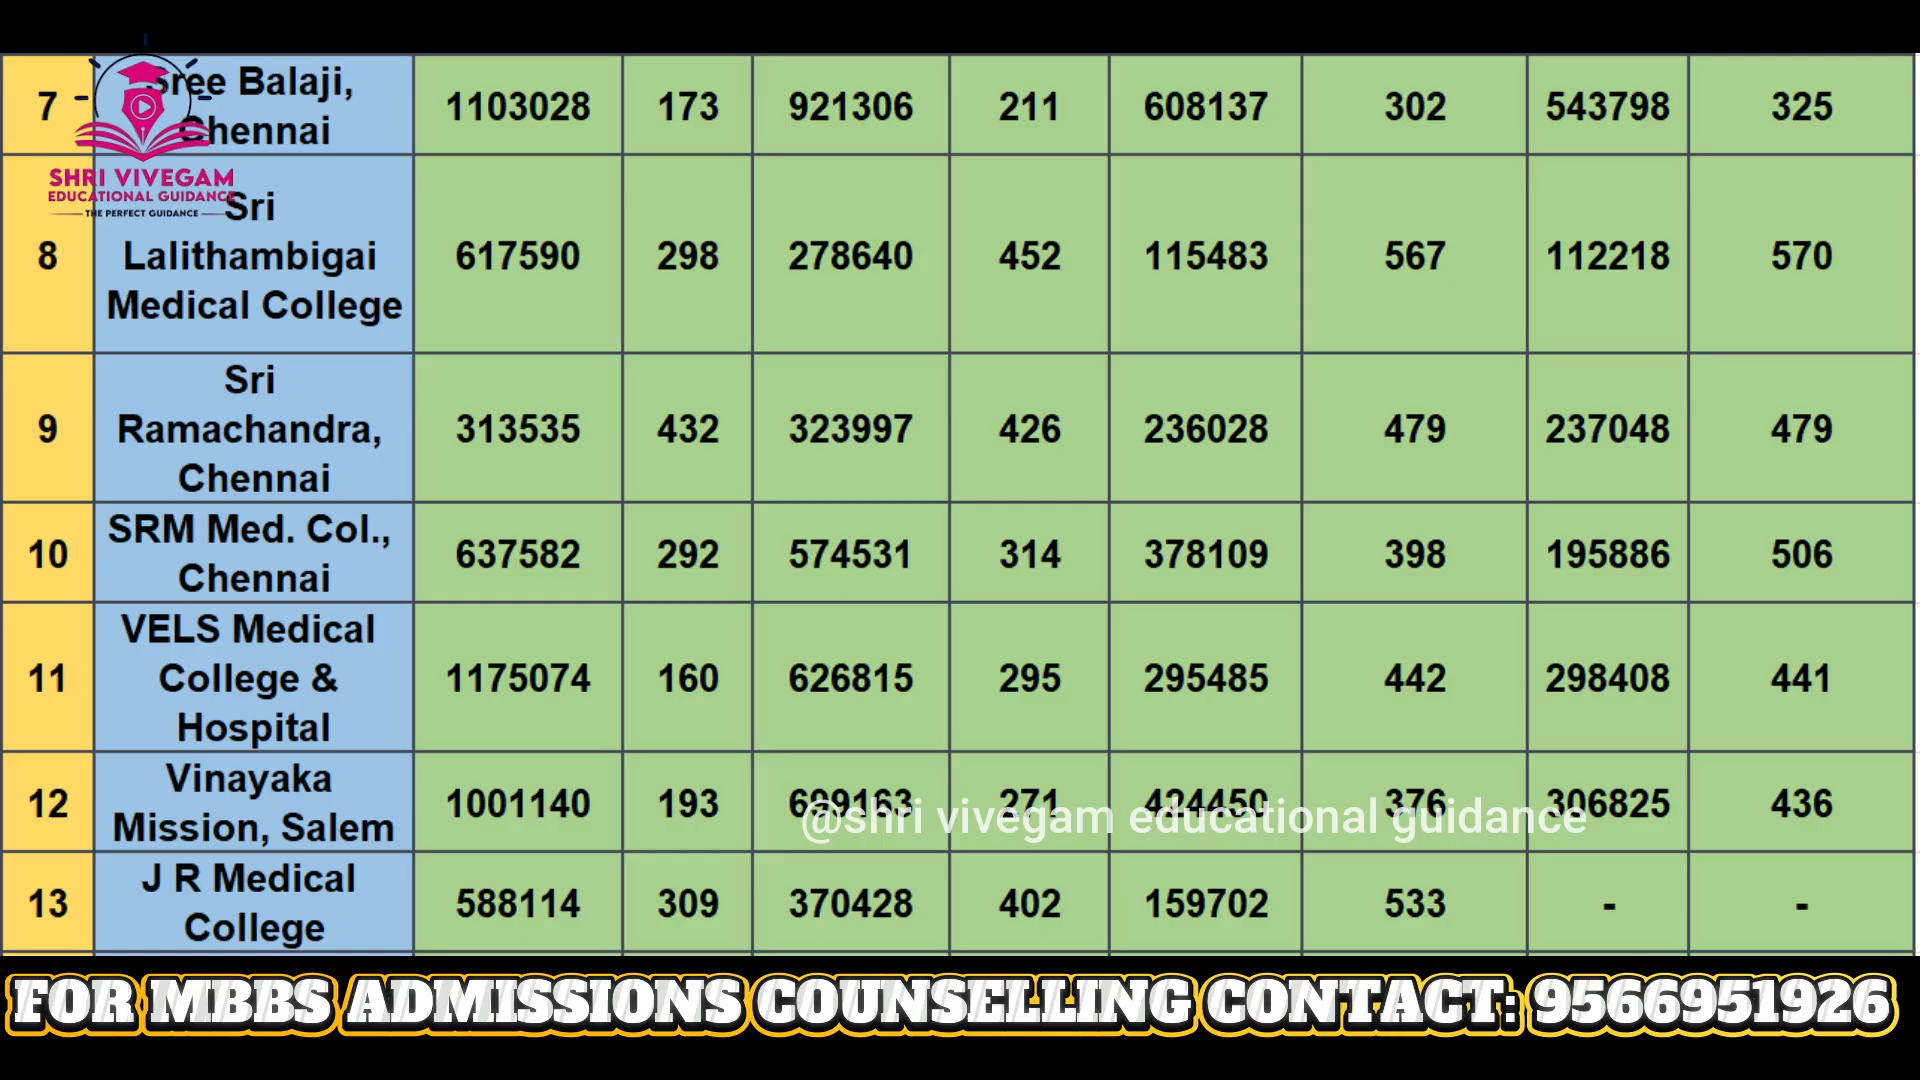 7 Sree Balaji, Chennai 1103028 173 921306 211 608137 302 543798 325
SHRI VIVEGAM
EDUCATIONAL GUIDANCE
THE PERFECT GUIDANCE
8 Sri Lalithambigai Medical College 617590 298 278640 452 115483 567 112218 570
9 Sri Ramachandra, Chennai 313535 432 323997 426 236028 479 237048 479
10 SRM Med. Col., Chennai 637582 292 574531 314 378109 398 195886 506
11 VELS Medical College & Hospital 1175074 160 626815 295 295485 442 298408 441
12 Vinayaka Mission, Salem 1001140 193 271 424450 376 306825 436
@shri vivegam educational guidance
13 J R Medical College 588114 309 370428 402 159702 533 - -
FOR MBBS ADMISSIONS COUNSELLING CONTACT: 9566951926